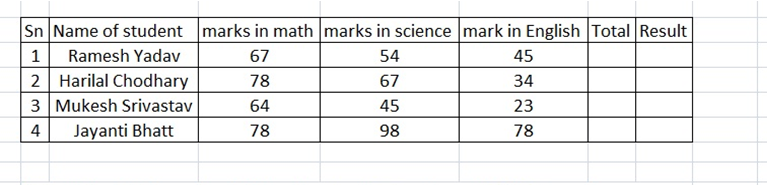 Sn Name of student marks in math marks in science mark in English Total Result
1 Ramesh Yadav 67 54 45
2 Harilal Chodhary 78 67 34
3 Mukesh Srivastav 64 45 23
4 Jayanti Bhatt 78 98 78